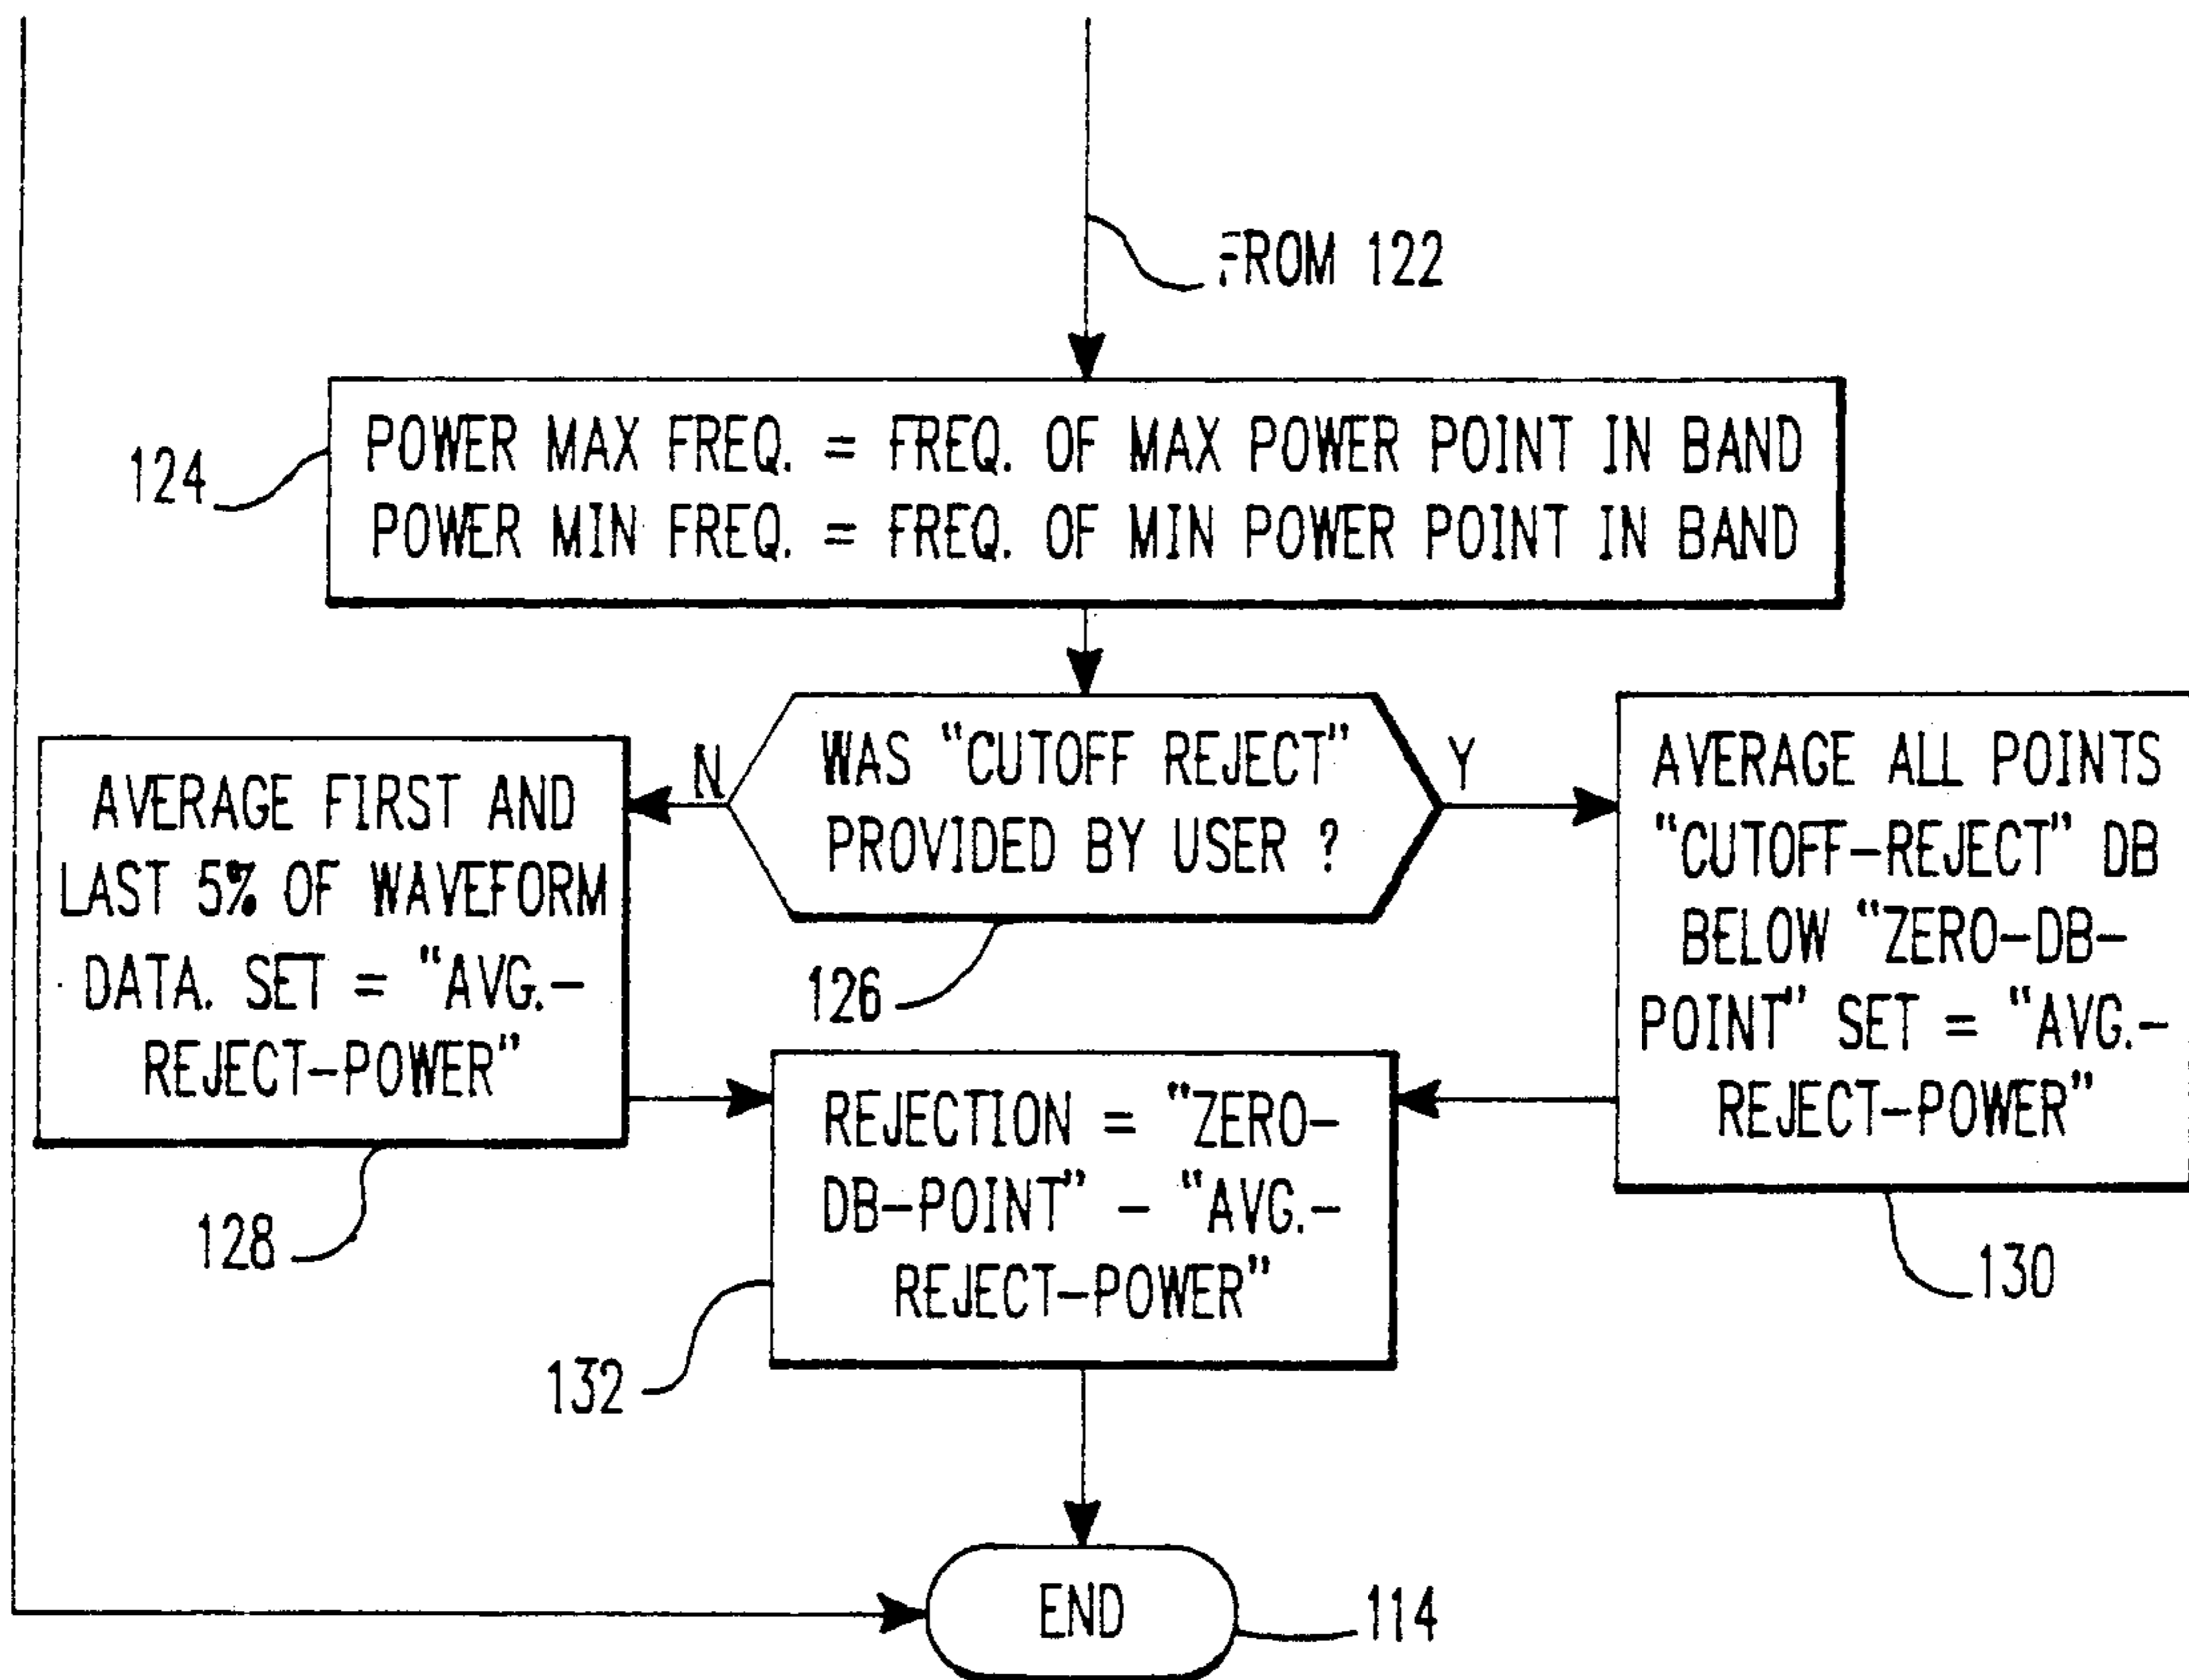 FROM 122
124
POWER MAX FREQ. = FREQ. OF MAX POWER POINT IN BAND
POWER MIN FREQ. = FREQ. OF MIN POWER POINT IN BAND
N
WAS “CUTOFF REJECT”
PROVIDED BY USER ?
Y
126
AVERAGE FIRST AND
LAST 5% OF WAVEFORM
DATA. SET = “AVG.–
REJECT–POWER”
128
AVERAGE ALL POINTS
“CUTOFF–REJECT” DB
BELOW “ZERO–DB–
POINT” SET = “AVG.–
REJECT–POWER”
130
REJECTION = “ZERO–
DB–POINT” – “AVG.–
REJECT–POWER”
132
END
114